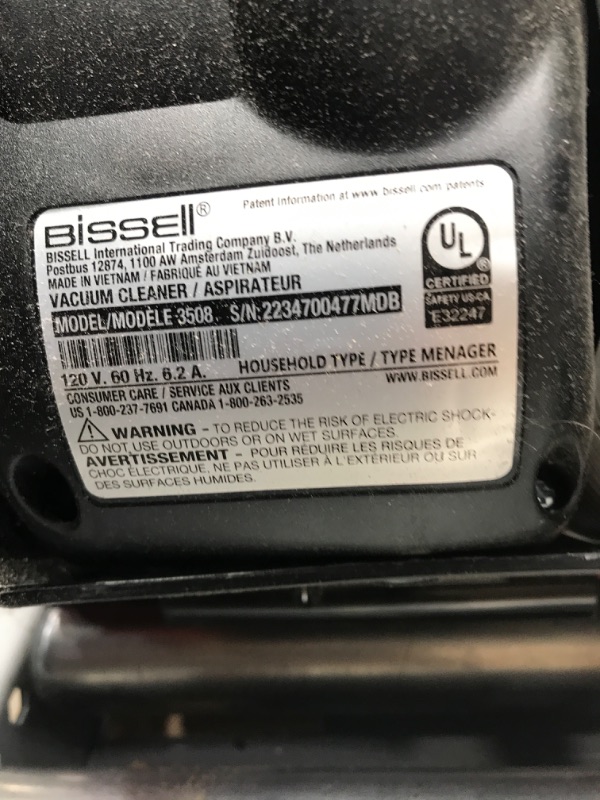 Bissell®
Patent information at www.bissell.com/patents
BISSELL International Trading Company B.V.
Postbus 12874, 1100 AW Amsterdam Zuidoost, The Netherlands
MADE IN VIETNAM / FABRIQUÉ AU VIETNAM
VACUUM CLEANER / ASPIRATEUR
MODEL/MODÈLE 3508 S/N:2234700477MDB
UL®
CERTIFIED
SAFETY US-CA
E32247
120 V. 60 Hz. 6.2 A. HOUSEHOLD TYPE / TYPE MENAGER
CONSUMER CARE / SERVICE AUX CLIENTS WWW.BISSELL.COM
US 1-800-237-7691 CANADA 1-800-263-2535
WARNING - TO REDUCE THE RISK OF ELECTRIC SHOCK-
DO NOT USE OUTDOORS OR ON WET SURFACES
AVERTISSEMENT - POUR RÉDUIRE LES RISQUES DE
CHOC ÉLECTRIQUE, NE PAS UTILISER À L'EXTÉRIEUR OU SUR
DES SURFACES HUMIDES.